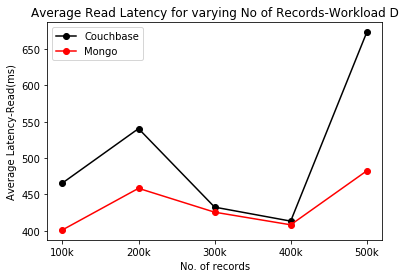 Average Read Latency for varying No of Records-Workload D
Couchbase
Mongo
Average Latency-Read(ms)
650
600
550
500
450
400
100k 200k 300k 400k 500k
No. of records